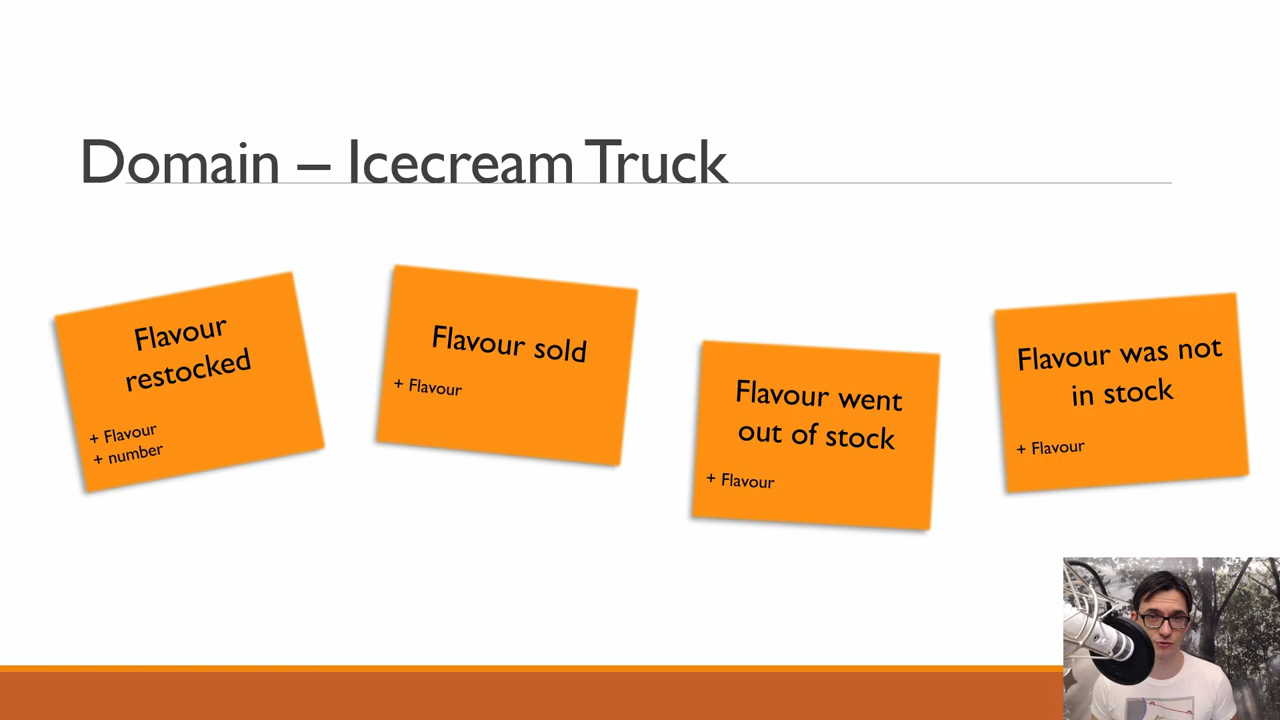 Domain – Icecream Truck
Flavour
restocked
+ Flavour
+ number
Flavour sold
+ Flavour
Flavour went
out of stock
+ Flavour
Flavour was not
in stock
+ Flavour